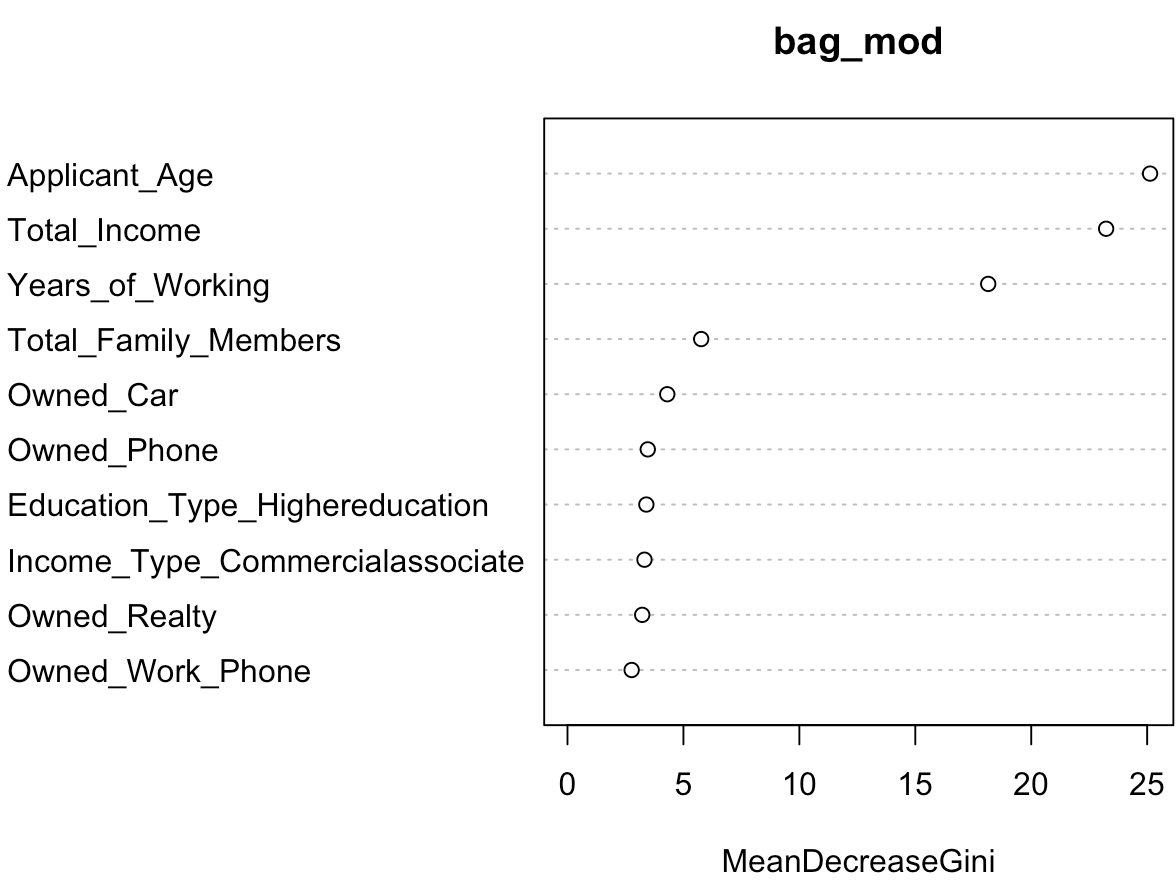 bag_mod
Applicant_Age
Total_Income
Years_of_Working
Total_Family_Members
Owned_Car
Owned_Phone
Education_Type_Highereducation
Income_Type_Commercialassociate
Owned_Realty
Owned_Work_Phone
0 5 10 15 20 25
MeanDecreaseGini